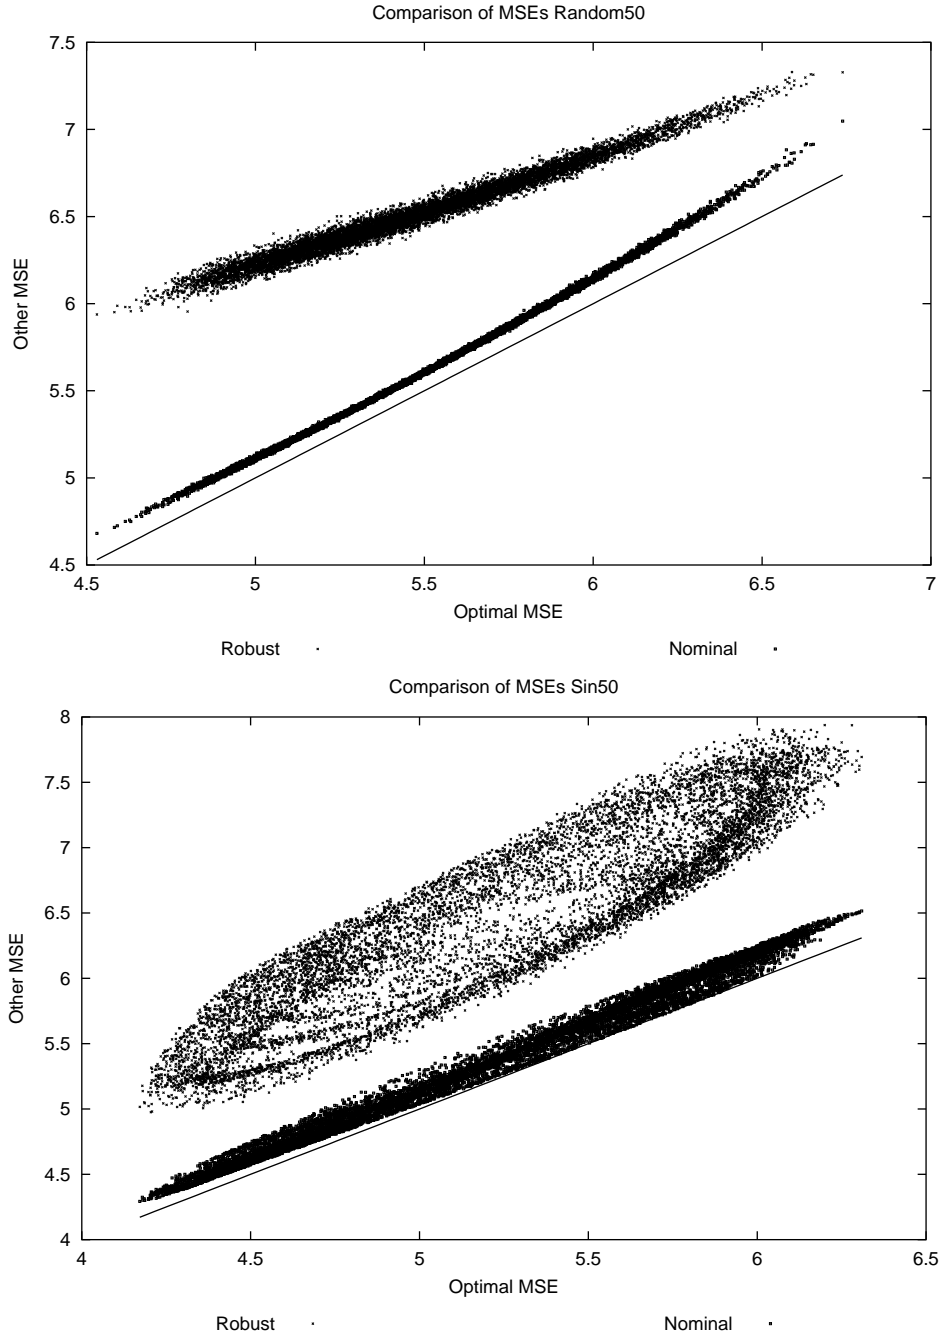 Comparison of MSEs Random50
7.5
7
6.5
6
5.5
5
4.5
Other MSE
4.5 5 5.5 6 6.5 7
Optimal MSE
Robust Nominal
Comparison of MSEs Sin50
8
7.5
7
6.5
6
5.5
5
4.5
4
Other MSE
4 4.5 5 5.5 6 6.5
Optimal MSE
Robust Nominal